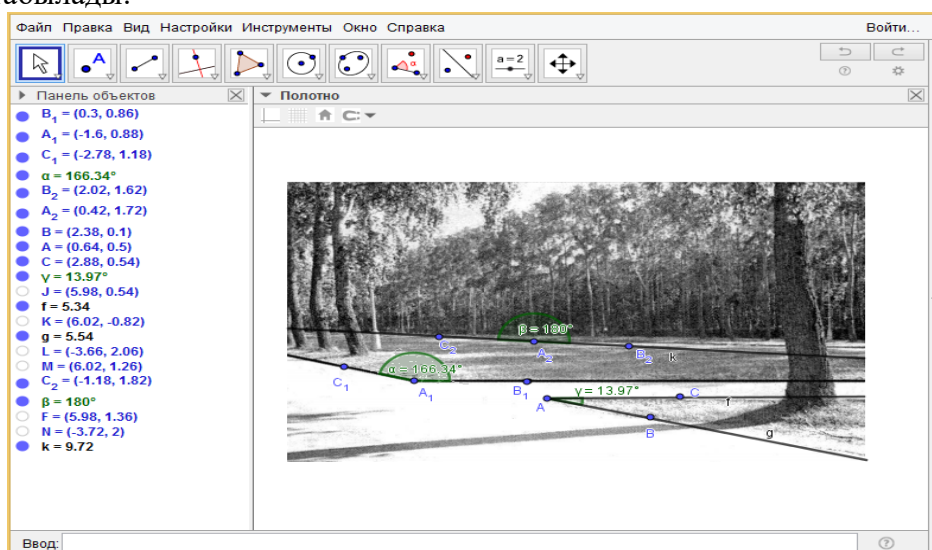 абылады.
Файл Правка Вид Настройки Инструменты Окно Справка Войти...
Панель объектов
Полотно
B₁ = (0.3, 0.86)
A₁ = (-1.6, 0.88)
C₁ = (-2.78, 1.18)
α = 166.34°
B₂ = (2.02, 1.62)
A₂ = (0.42, 1.72)
B = (2.38, 0.1)
A = (0.64, 0.5)
C = (2.88, 0.54)
γ = 13.97°
J = (5.98, 0.54)
f = 5.34
K = (6.02, -0.82)
g = 5.54
L = (-3.66, 2.06)
M = (6.02, 1.26)
C₂ = (-1.18, 1.82)
β = 180°
F = (5.98, 1.36)
N = (-3.72, 2)
k = 9.72
a = 2
A
α
β = 180°
C₂
A₂
B₂
k
α = 166.34°
C₁
A₁
B₁
γ = 13.97°
C
A
f
B
g
Ввод: